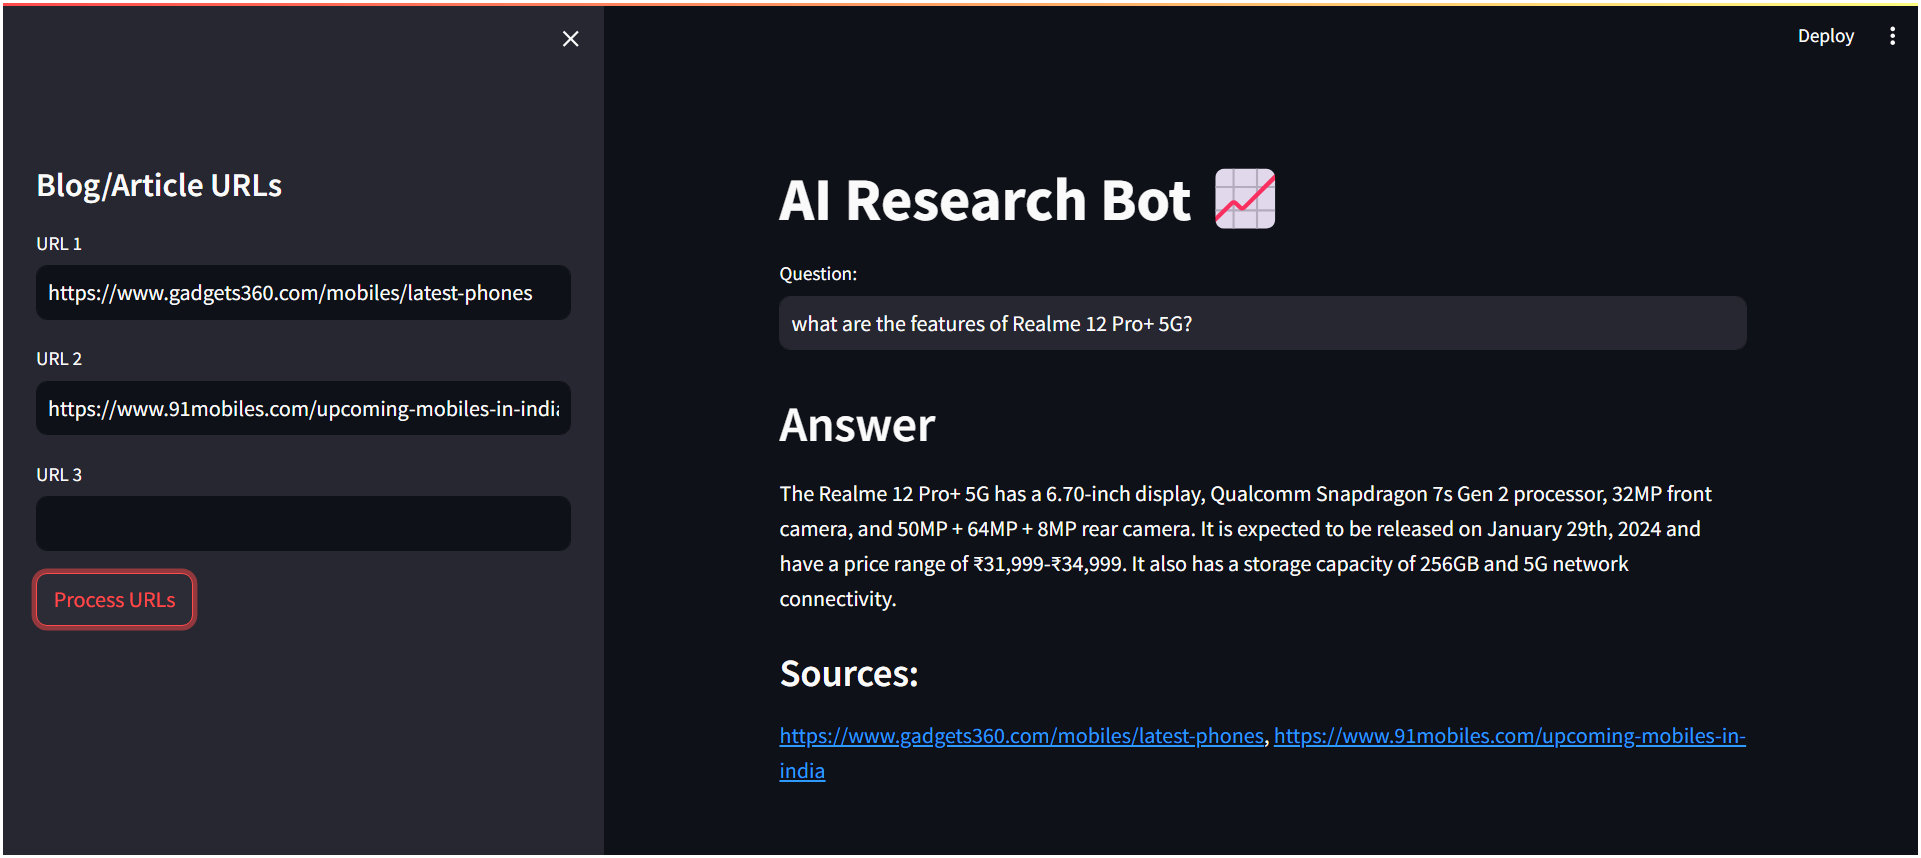 Deploy
Blog/Article URLs
URL 1
https://www.gadgets360.com/mobiles/latest-phones
URL 2
https://www.91mobiles.com/upcoming-mobiles-in-indi
URL 3
Process URLs
AI Research Bot
Question:
what are the features of Realme 12 Pro+ 5G?
Answer
The Realme 12 Pro+ 5G has a 6.70-inch display, Qualcomm Snapdragon 7s Gen 2 processor, 32MP front
camera, and 50MP + 64MP + 8MP rear camera. It is expected to be released on January 29th, 2024 and
have a price range of ₹31,999-₹34,999. It also has a storage capacity of 256GB and 5G network
connectivity.
Sources:
https://www.gadgets360.com/mobiles/latest-phones, https://www.91mobiles.com/upcoming-mobiles-in-
india